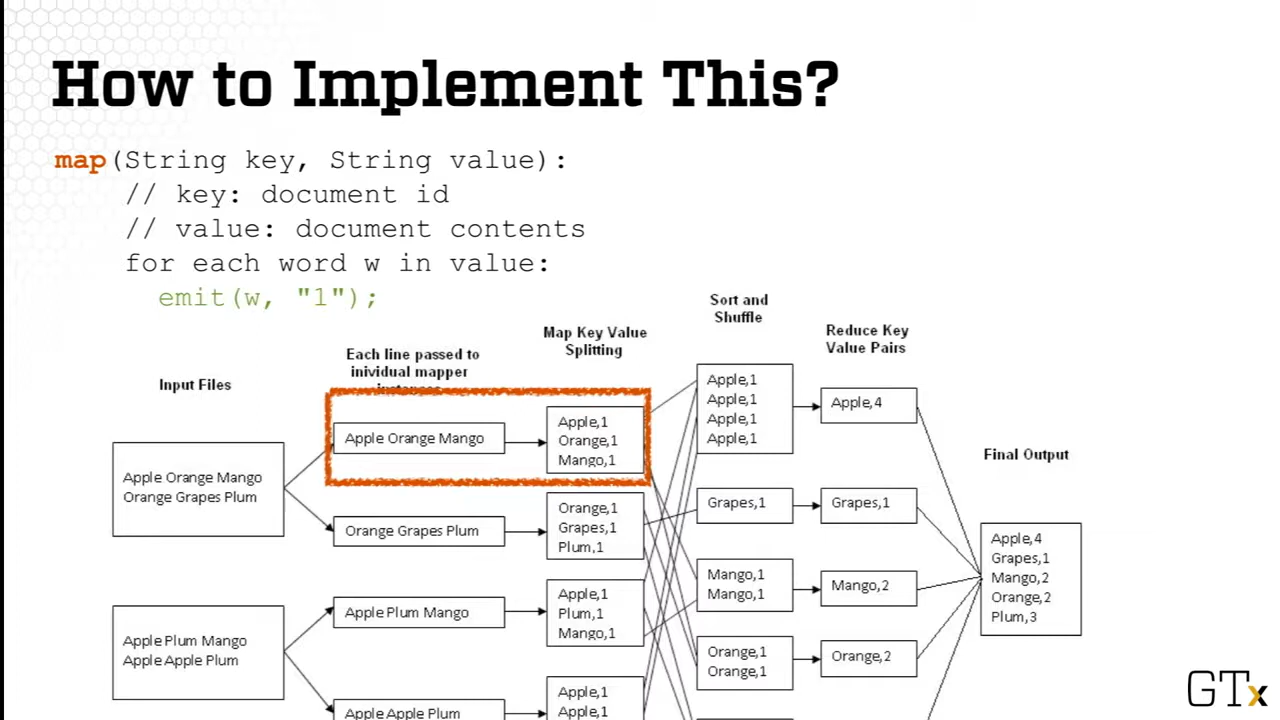 How to Implement This?
map(String key, String value):
// key: document id
// value: document contents
for each word w in value:
emit(w, "1");
Input Files
Each line passed to
inividual mapper
instances
Map Key Value
Splitting
Sort and
Shuffle
Reduce Key
Value Pairs
Final Output
Apple Orange Mango
Orange Grapes Plum
Apple Plum Mango
Apple Apple Plum
Apple Orange Mango
Orange Grapes Plum
Apple Plum Mango
Apple Apple Plum
Apple,1
Orange,1
Mango,1
Orange,1
Grapes,1
Plum,1
Apple,1
Plum,1
Mango,1
Apple,1
Apple,1
Apple,1
Apple,1
Apple,1
Apple,1
Grapes,1
Mango,1
Mango,1
Orange,1
Orange,1
Apple,4
Grapes,1
Mango,2
Orange,2
Apple,4
Grapes,1
Mango,2
Orange,2
Plum,3
GTx